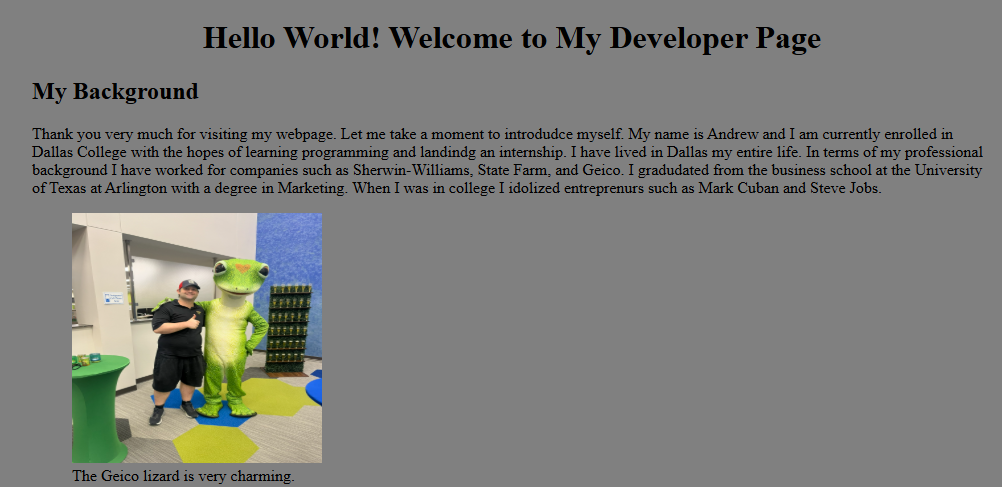 Hello World! Welcome to My Developer Page
My Background
Thank you very much for visiting my webpage. Let me take a moment to introdudce myself. My name is Andrew and I am currently enrolled in
Dallas College with the hopes of learning programming and landindg an internship. I have lived in Dallas my entire life. In terms of my professional
background I have worked for companies such as Sherwin-Williams, State Farm, and Geico. I gradudated from the business school at the University
of Texas at Arlington with a degree in Marketing. When I was in college I idolized entreprenurs such as Mark Cuban and Steve Jobs.
The Geico lizard is very charming.